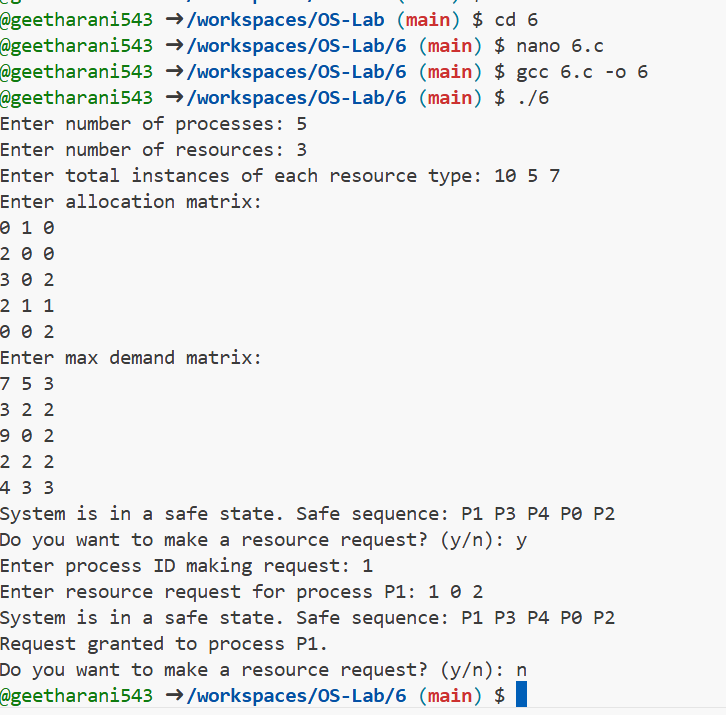 @geetharani543 ➜/workspaces/OS-Lab (main) $ cd 6
@geetharani543 ➜/workspaces/OS-Lab/6 (main) $ nano 6.c
@geetharani543 ➜/workspaces/OS-Lab/6 (main) $ gcc 6.c -o 6
@geetharani543 ➜/workspaces/OS-Lab/6 (main) $ ./6
Enter number of processes: 5
Enter number of resources: 3
Enter total instances of each resource type: 10 5 7
Enter allocation matrix:
0 1 0
2 0 0
3 0 2
2 1 1
0 0 2
Enter max demand matrix:
7 5 3
3 2 2
9 0 2
2 2 2
4 3 3
System is in a safe state. Safe sequence: P1 P3 P4 P0 P2
Do you want to make a resource request? (y/n): y
Enter process ID making request: 1
Enter resource request for process P1: 1 0 2
System is in a safe state. Safe sequence: P1 P3 P4 P0 P2
Request granted to process P1.
Do you want to make a resource request? (y/n): n
@geetharani543 ➜/workspaces/OS-Lab/6 (main) $